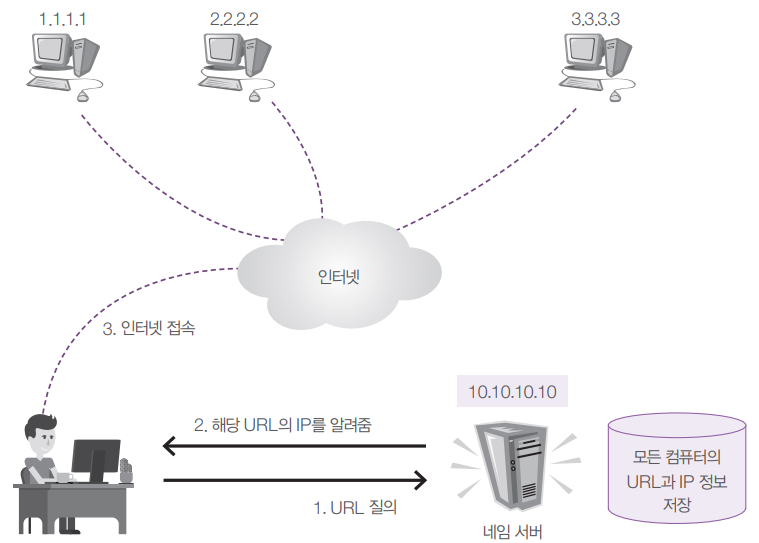 1.1.1.1
2.2.2.2
3.3.3.3
인터넷
3. 인터넷 접속
10.10.10.10
2. 해당 URL의 IP를 알려줌
모든 컴퓨터의
URL과 IP 정보
저장
1. URL 질의
네임 서버